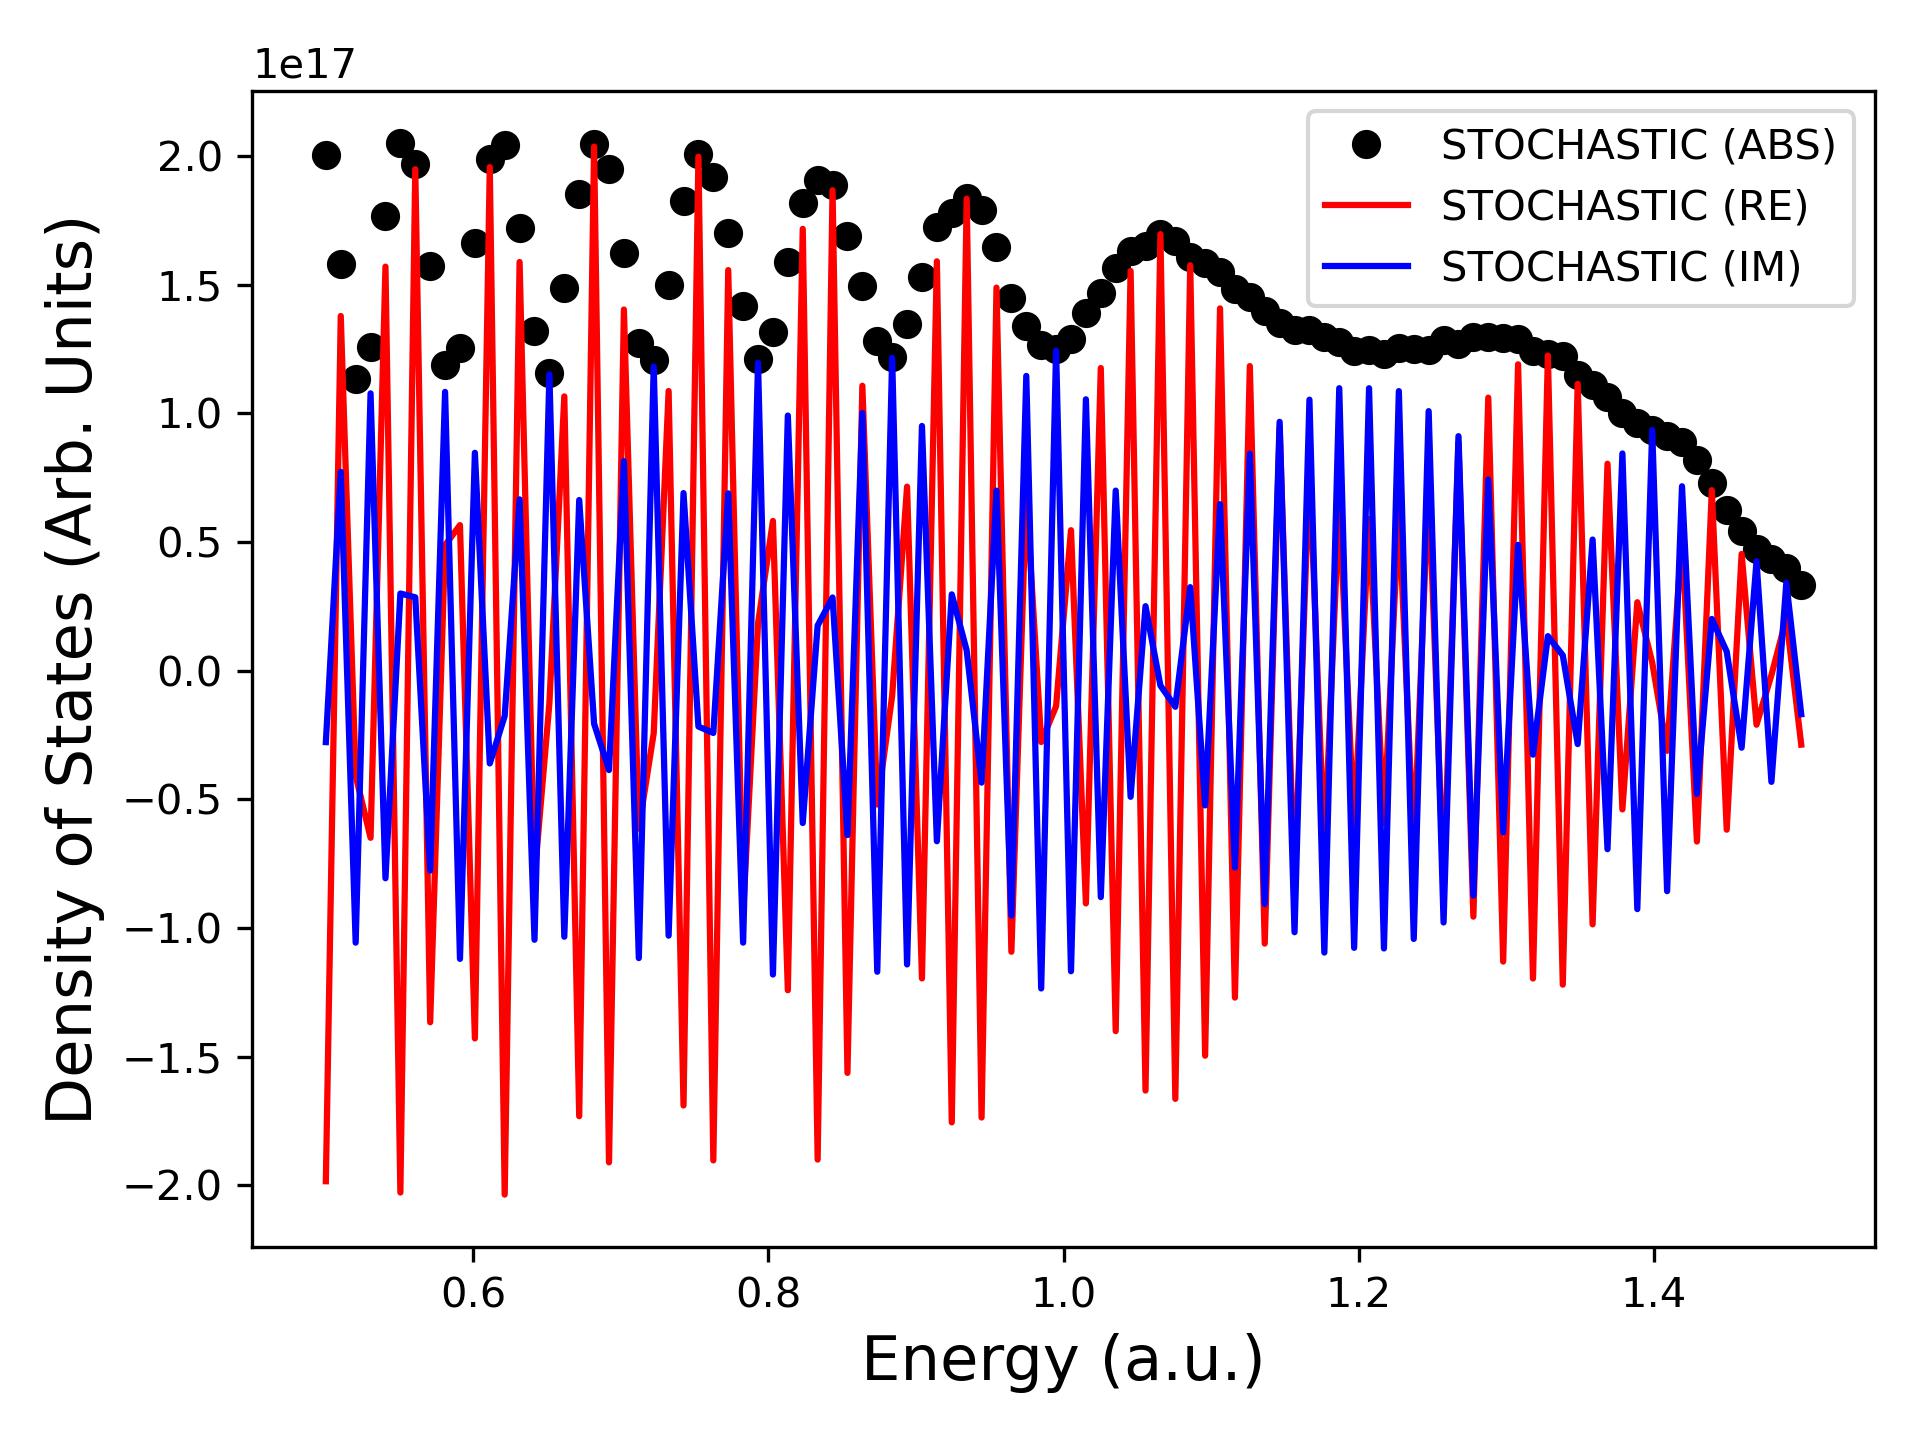 1e17
STOCHASTIC (ABS)
STOCHASTIC (RE)
STOCHASTIC (IM)
Density of States (Arb. Units)
2.0
1.5
1.0
0.5
0.0
−0.5
−1.0
−1.5
−2.0
0.6 0.8 1.0 1.2 1.4
Energy (a.u.)